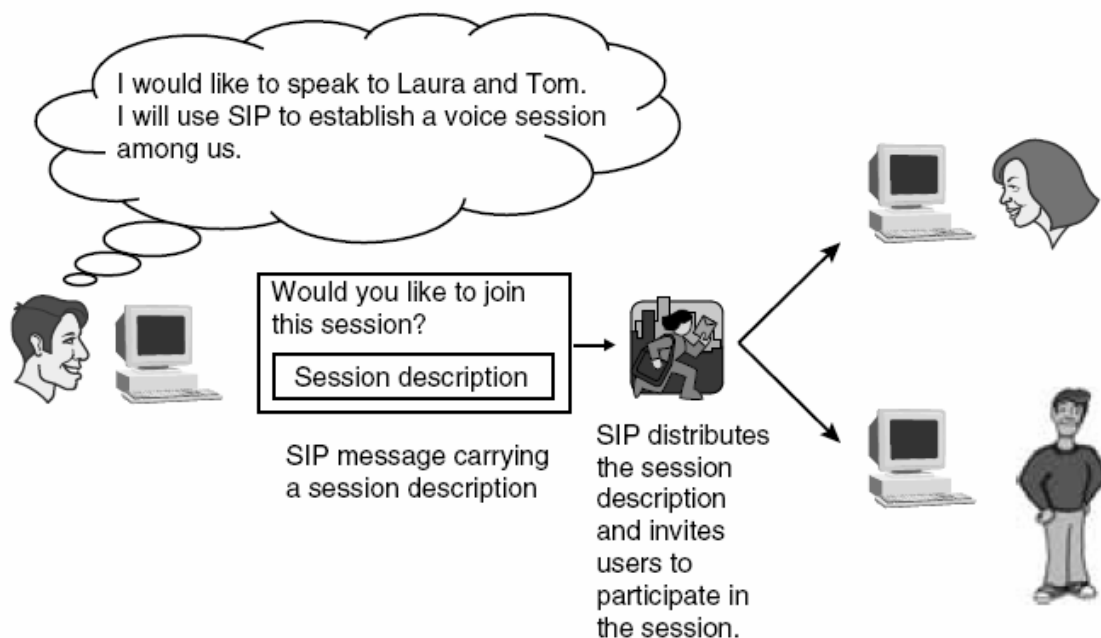 I would like to speak to Laura and Tom.
I will use SIP to establish a voice session
among us.
Would you like to join
this session?
Session description
SIP message carrying
a session description
SIP distributes
the session
description
and invites
users to
participate in
the session.